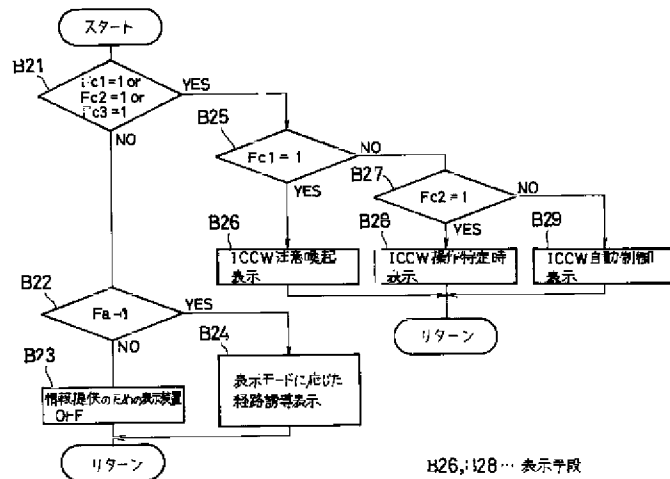 スタート
B21
Fc1=1 or
Fc2=1 or
Fc3=1
YES
NO
B25
Fc1=1
NO
YES
B27
Fc2=1
NO
YES
B26
ICCW注意喚起
表示
B28
ICCW操作特定時
表示
B29
ICCW自動制御
表示
リターン
B22
Fa=1
YES
NO
B23
情報提供のための表示装置
OFF
B24
表示モードに応じた
経路誘導表示
リターン
B26,B28… 表示手段